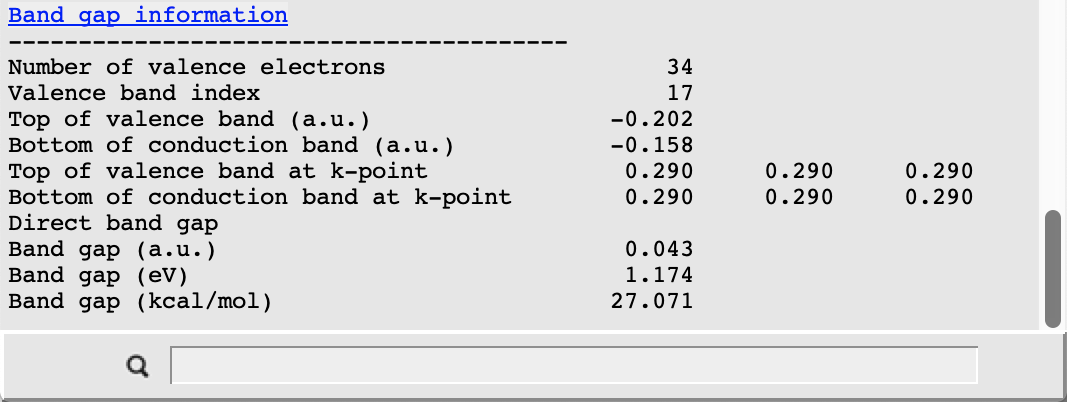 Band gap information
----------------------------------------
Number of valence electrons 34
Valence band index 17
Top of valence band (a.u.) -0.202
Bottom of conduction band (a.u.) -0.158
Top of valence band at k-point 0.290 0.290 0.290
Bottom of conduction band at k-point 0.290 0.290 0.290
Direct band gap
Band gap (a.u.) 0.043
Band gap (eV) 1.174
Band gap (kcal/mol) 27.071